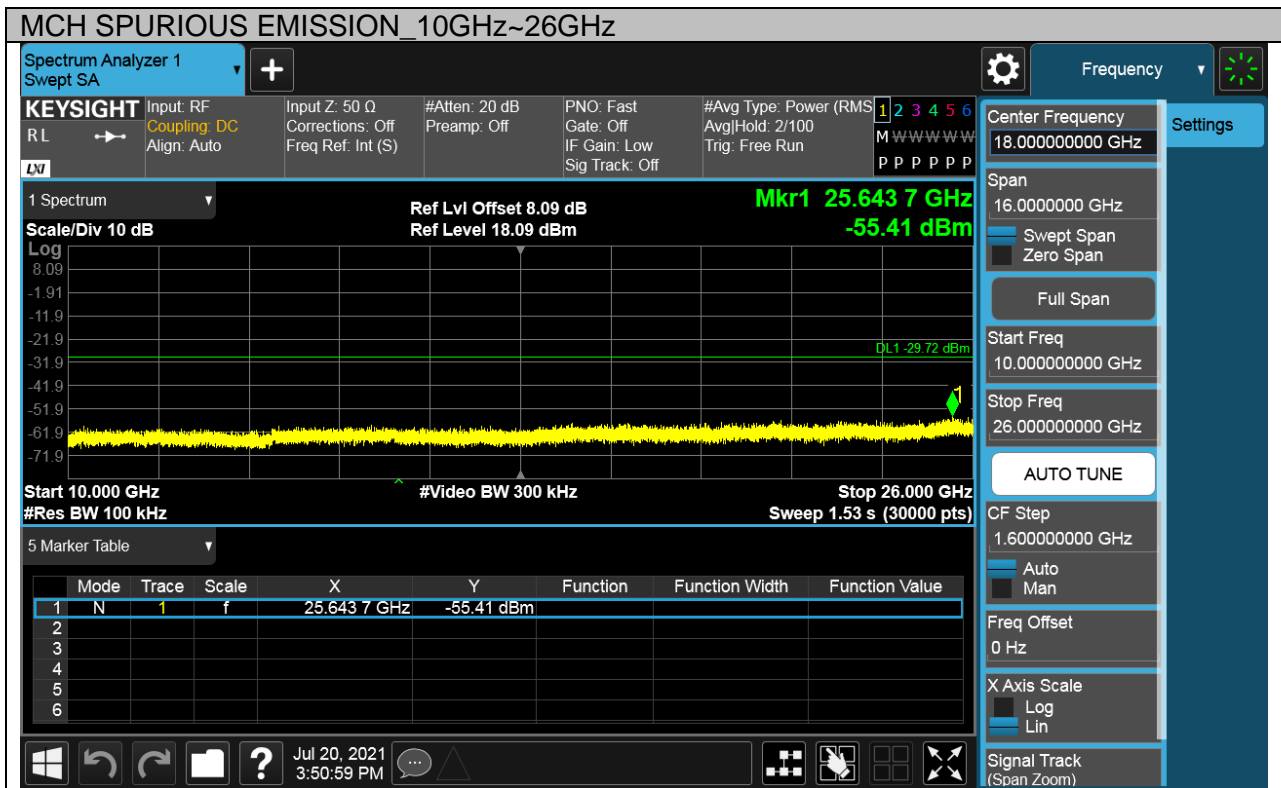 MCH SPURIOUS EMISSION_10GHz~26GHz
Spectrum Analyzer 1
Swept SA
+
Frequency
KEYSIGHT
RL
LXI
Input: RF
Coupling: DC
Align: Auto
Input Z: 50 Ω
Corrections: Off
Freq Ref: Int (S)
#Atten: 20 dB
Preamp: Off
PNO: Fast
Gate: Off
IF Gain: Low
Sig Track: Off
#Avg Type: Power (RMS
Avg|Hold: 2/100
Trig: Free Run
1 2 3 4 5 6
M W W W W W
P P P P P P
1 Spectrum
Scale/Div 10 dB
Ref Lvl Offset 8.09 dB
Ref Level 18.09 dBm
Mkr1 25.643 7 GHz
-55.41 dBm
Log
8.09
-1.91
-11.9
-21.9
-31.9
-41.9
-51.9
-61.9
-71.9
DL1 -29.72 dBm
1
Start 10.000 GHz
#Res BW 100 kHz
#Video BW 300 kHz
Stop 26.000 GHz
Sweep 1.53 s (30000 pts)
5 Marker Table
Mode Trace Scale X Y Function Function Width Function Value
1 N 1 f 25.643 7 GHz -55.41 dBm
2
3
4
5
6
Jul 20, 2021
3:50:59 PM
?
Center Frequency
18.000000000 GHz
Span
16.0000000 GHz
Swept Span
Zero Span
Full Span
Start Freq
10.000000000 GHz
Stop Freq
26.000000000 GHz
AUTO TUNE
CF Step
1.600000000 GHz
Auto
Man
Freq Offset
0 Hz
X Axis Scale
Log
Lin
Signal Track
(Span Zoom)
Settings